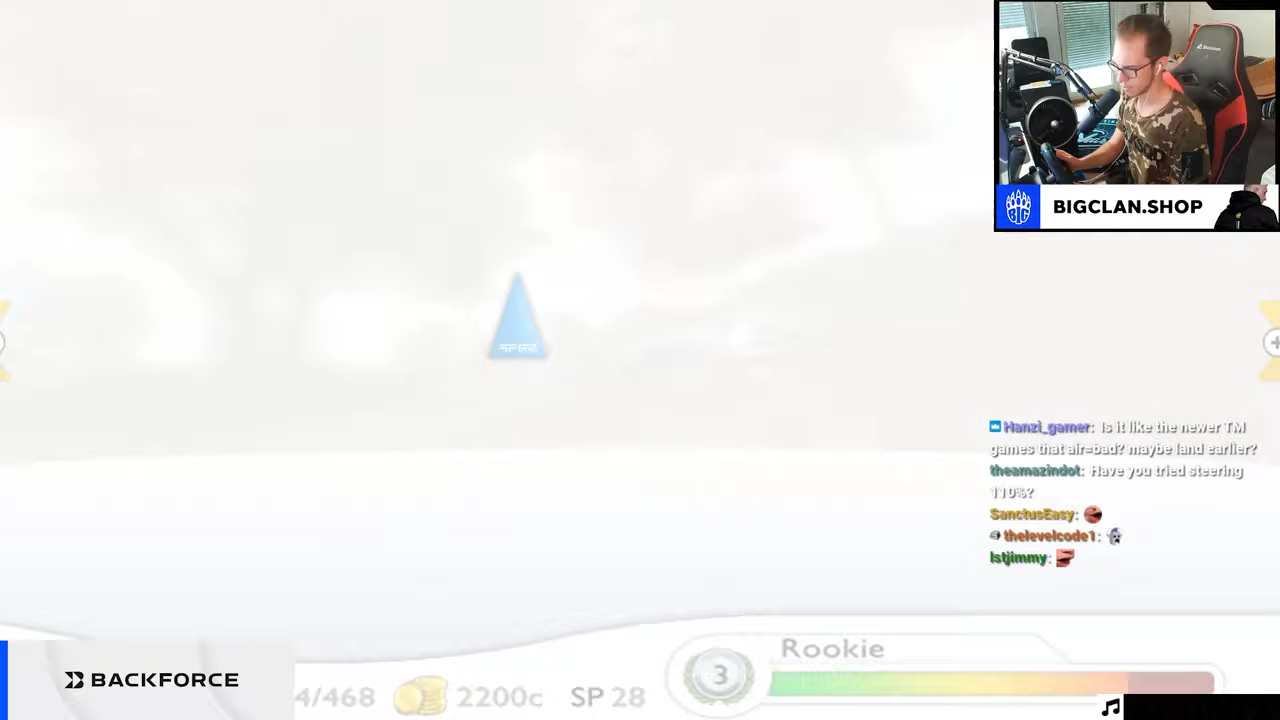 BIGCLAN.SHOP
Hanzi_gamer: Is it like the newer TM
games that air=bad? maybe land earlier?
theamazindot: Have you tried steering
110%?
SanctusEasy:
thelevelcode1:
lstjimmy:
Rookie
3
BACKFORCE
4/468 2200c SP 28